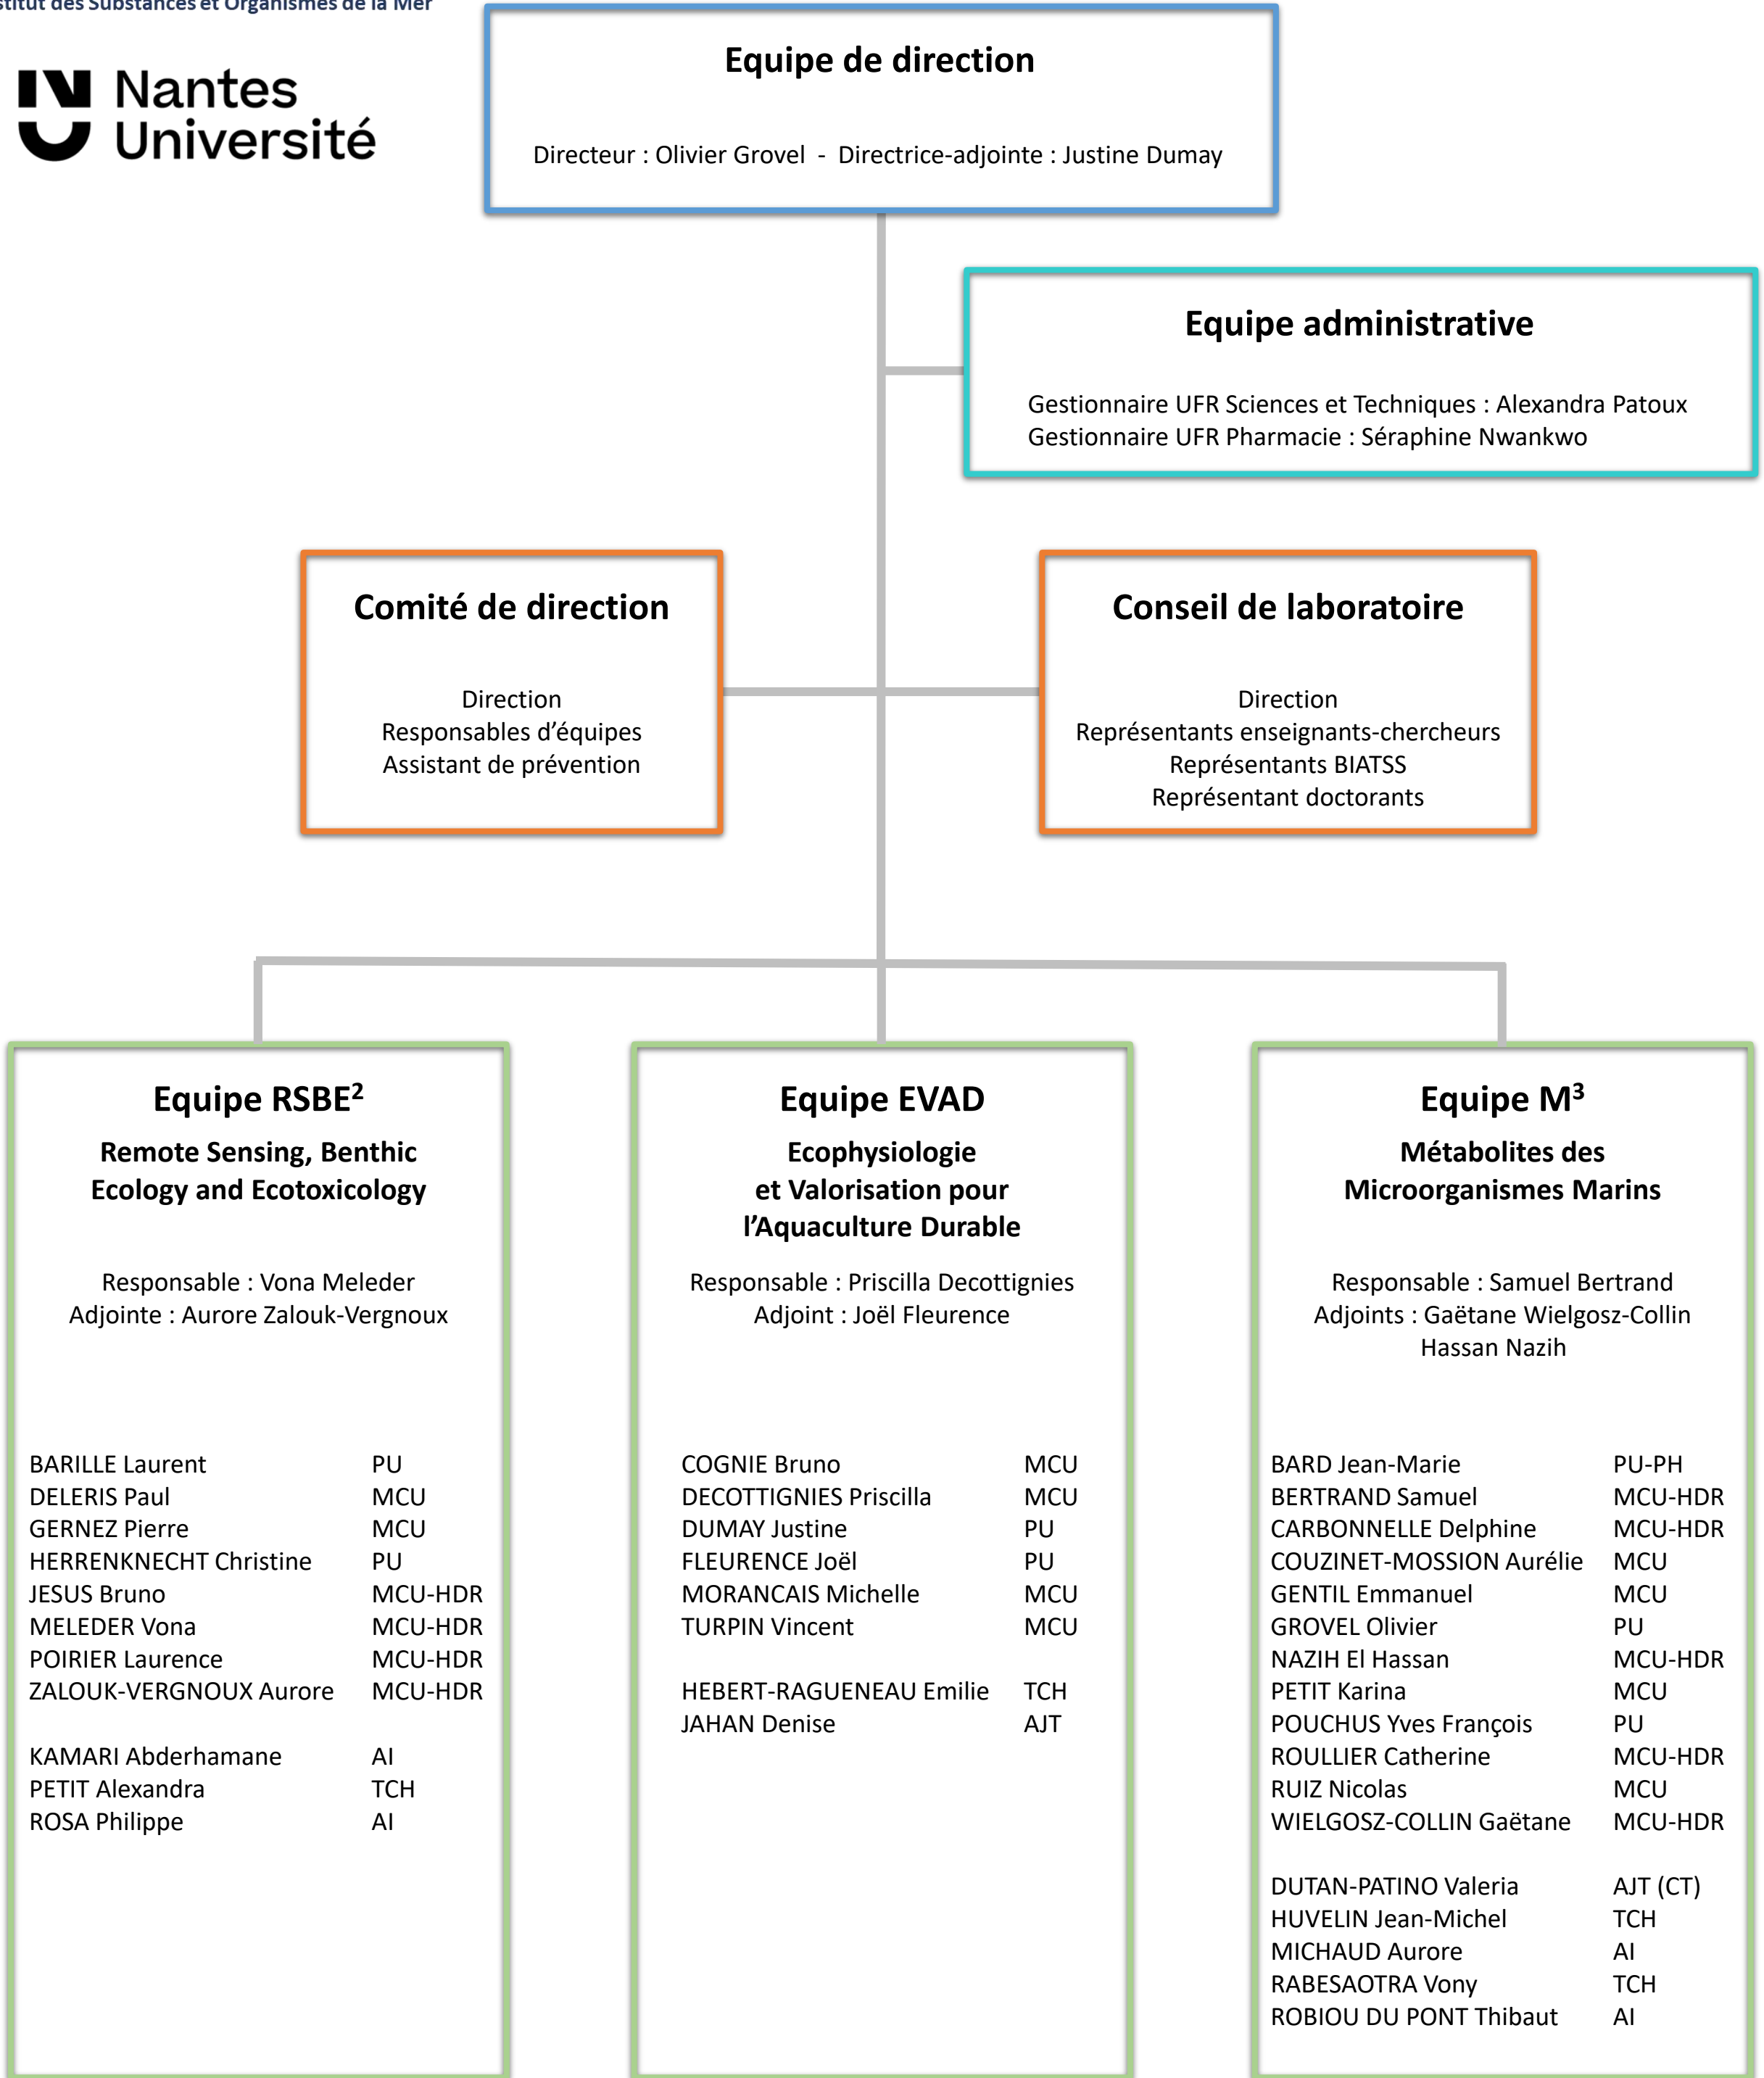 stitut des Substances et Organismes de la Mer
Nantes
Université
Equipe de direction
Directeur : Olivier Grovel - Directrice-adjointe : Justine Dumay
Equipe administrative
Gestionnaire UFR Sciences et Techniques : Alexandra Patoux
Gestionnaire UFR Pharmacie : Séraphine Nwankwo
Comité de direction
Direction
Responsables d’équipes
Assistant de prévention
Conseil de laboratoire
Direction
Représentants enseignants-chercheurs
Représentants BIATSS
Représentant doctorants
Equipe RSBE²
Remote Sensing, Benthic
Ecology and Ecotoxicology
Responsable : Vona Meleder
Adjointe : Aurore Zalouk-Vergnoux
BARILLE Laurent PU
DELERIS Paul MCU
GERNEZ Pierre MCU
HERRENKNECHT Christine PU
JESUS Bruno MCU-HDR
MELEDER Vona MCU-HDR
POIRIER Laurence MCU-HDR
ZALOUK-VERGNOUX Aurore MCU-HDR
KAMARI Abderhamane AI
PETIT Alexandra TCH
ROSA Philippe AI
Equipe EVAD
Ecophysiologie
et Valorisation pour
l’Aquaculture Durable
Responsable : Priscilla Decottignies
Adjoint : Joël Fleurence
COGNIE Bruno MCU
DECOTTIGNIES Priscilla MCU
DUMAY Justine PU
FLEURENCE Joël PU
MORANCAIS Michelle MCU
TURPIN Vincent MCU
HEBERT-RAGUENEAU Emilie TCH
JAHAN Denise AJT
Equipe M³
Métabolites des
Microorganismes Marins
Responsable : Samuel Bertrand
Adjoints : Gaëtane Wielgosz-Collin
Hassan Nazih
BARD Jean-Marie PU-PH
BERTRAND Samuel MCU-HDR
CARBONNELLE Delphine MCU-HDR
COUZINET-MOSSION Aurélie MCU
GENTIL Emmanuel MCU
GROVEL Olivier PU
NAZIH El Hassan MCU-HDR
PETIT Karina MCU
POUCHUS Yves François PU
ROULLIER Catherine MCU-HDR
RUIZ Nicolas MCU
WIELGOSZ-COLLIN Gaëtane MCU-HDR
DUTAN-PATINO Valeria AJT (CT)
HUVELIN Jean-Michel TCH
MICHAUD Aurore AI
RABESAOTRA Vony TCH
ROBIOU DU PONT Thibaut AI